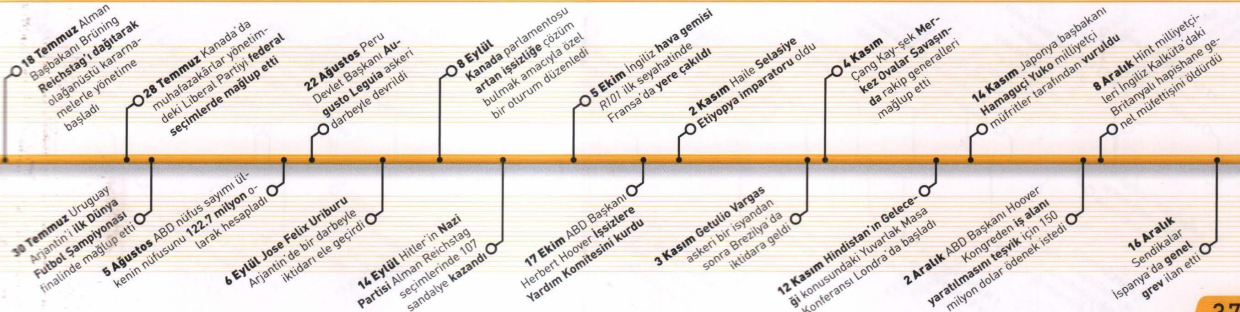 18 Temmuz Alman
Başbakanı Brüning
Reichstag'ı dağıtarak
olağanüstü kararna-
melerle yönetime
başladı
28 Temmuz Kanada'da
muhafazakârlar yönetim-
deki Liberal Partiyi federal
seçimlerde mağlup etti
22 Ağustos Peru
Devlet Başkanı Au-
gusto Leguia askeri
darbeyle devrildi
8 Eylül
Kanada parlamentosu
artan işsizliğe çözüm
bulmak amacıyla özel
bir oturum düzenledi
5 Ekim İngiliz hava gemisi
R101 ilk seyahatinde
Fransa'da yere çakıldı
2 Kasım Haile Selasiye
Etiyopya imparatoru oldu
4 Kasım
Çang Kay-şek Mer-
kez Ovalar Savaşın-
da rakip generalleri
mağlup etti
14 Kasım Japonya başbakanı
Hamaguçi Yuko milliyetçi
müfritler tarafından vuruldu
8 Aralık Hint milliyetçi-
leri İngiliz Kalküta'daki
Britanyalı hapishane ge-
nel müfettişini öldürdü
30 Temmuz Uruguay
Arjantin'i ilk Dünya
Futbol Şampiyonası
finalinde mağlup etti
5 Ağustos ABD nüfus sayımı ül-
kenin nüfusunu 122.7 milyon o-
larak hesapladı
6 Eylül Jose Felix Uriburu
Arjantin'de bir darbeyle
iktidarı ele geçirdi
14 Eylül Hitler'in Nazi
Partisi Alman Reichstag
seçimlerinde 107
sandalye kazandı
17 Ekim ABD Başkanı
Herbert Hoover İşsizlere
Yardım Komitesini kurdu
3 Kasım Getulio Vargas
askeri bir isyandan
sonra Brezilya'da
iktidara geldi
12 Kasım Hindistan'ın Gelece-
ği konusundaki Yuvarlak Masa
Konferansı Londra'da başladı
2 Aralık ABD Başkanı Hoover
Kongreden iş alanı
yaratılmasını teşvik için 150
milyon dolar ödenek istedi
16 Aralık
Sendikalar
İspanya'da genel
grev ilan etti